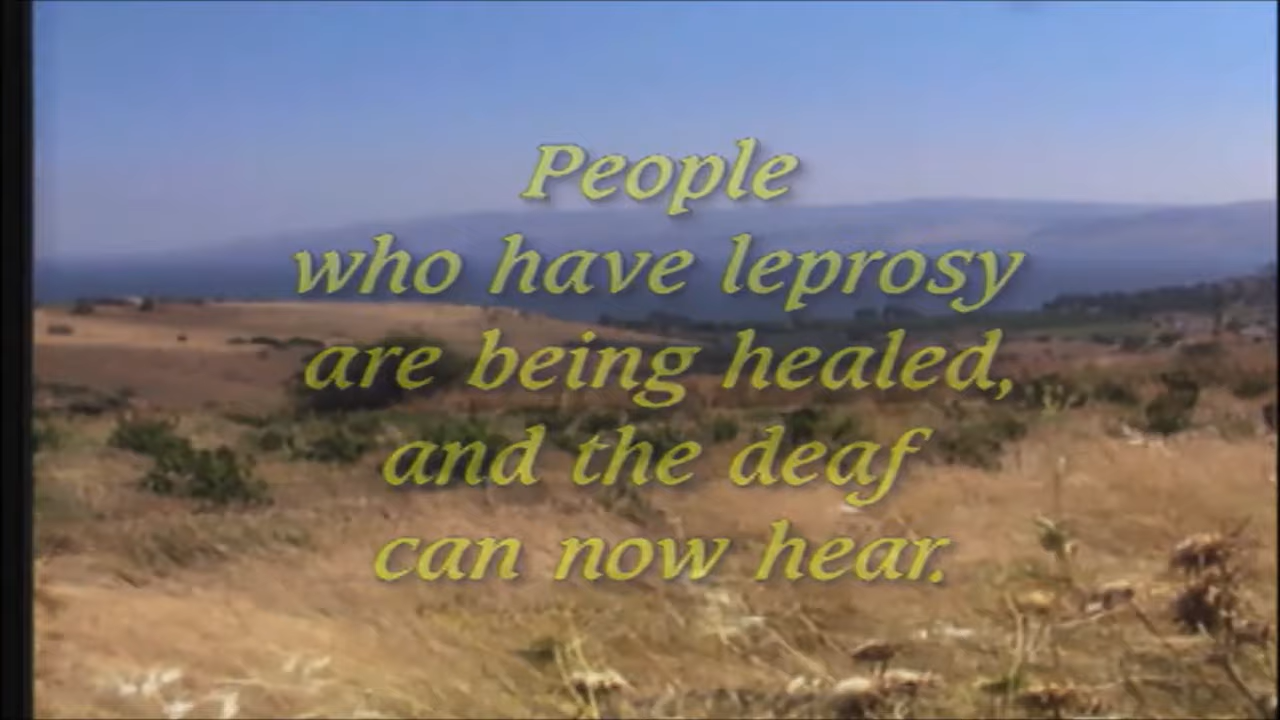 People
who have leprosy
are being healed,
and the deaf
can now hear.